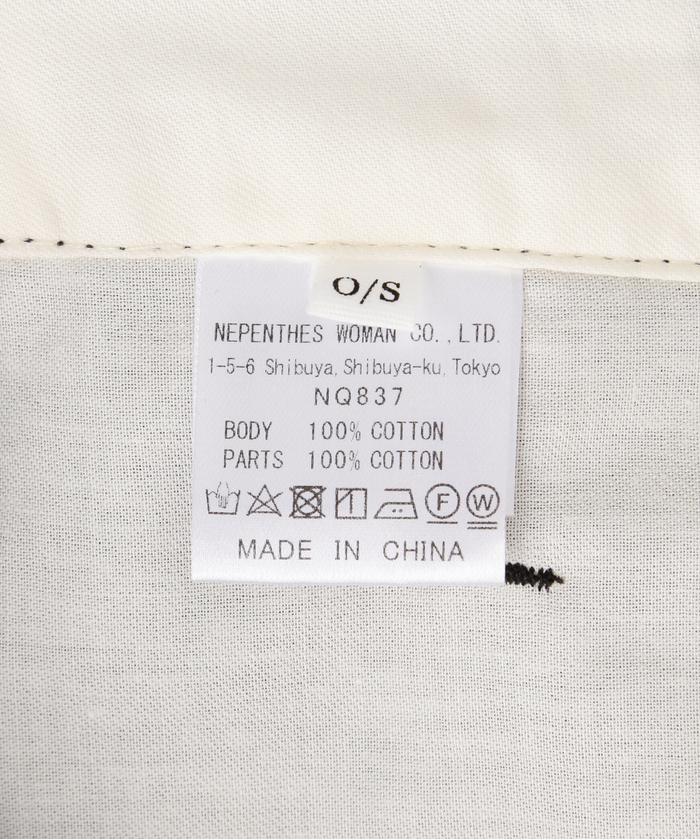 O/S
NEPENTHES WOMAN CO.,LTD.
1-5-6 Shibuya, Shibuya-ku, Tokyo
NQ837
BODY 100% COTTON
PARTS 100% COTTON
F W
MADE IN CHINA